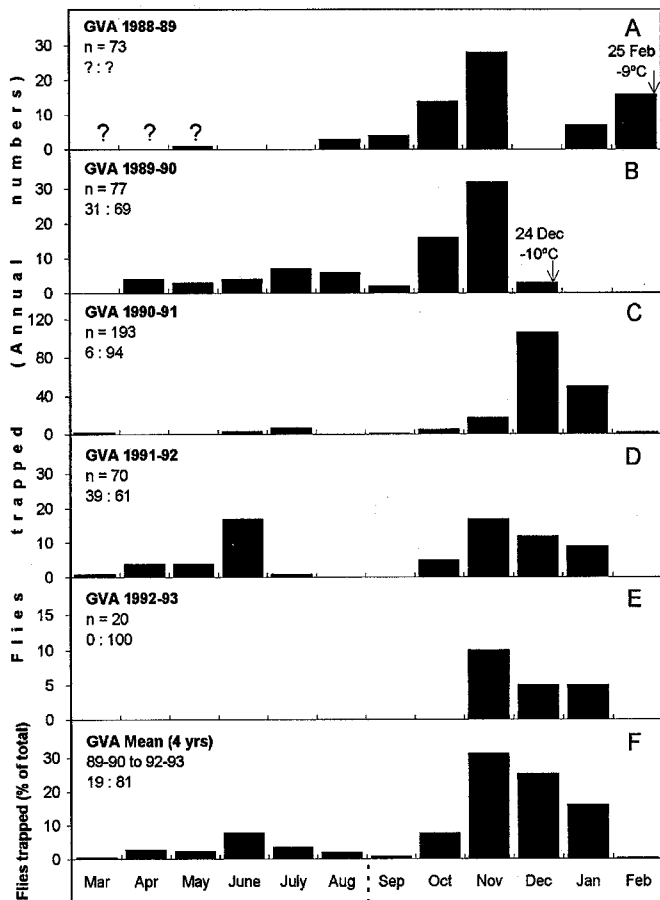 GVA 1988-89
A
n = 73
? : ?
25 Feb
-9ºC
? ? ?
30
20
10
0
GVA 1989-90
B
n = 77
31 : 69
24 Dec
-10ºC
30
20
10
0
GVA 1990-91
C
n = 193
6 : 94
120
80
40
0
GVA 1991-92
D
n = 70
39 : 61
30
20
10
0
GVA 1992-93
E
n = 20
0 : 100
15
10
5
0
GVA Mean (4 yrs)
F
89-90 to 92-93
19 : 81
30
20
10
0
Flies trapped (Annual numbers)
Flies trapped (% of total)
Mar Apr May June July Aug Sep Oct Nov Dec Jan Feb